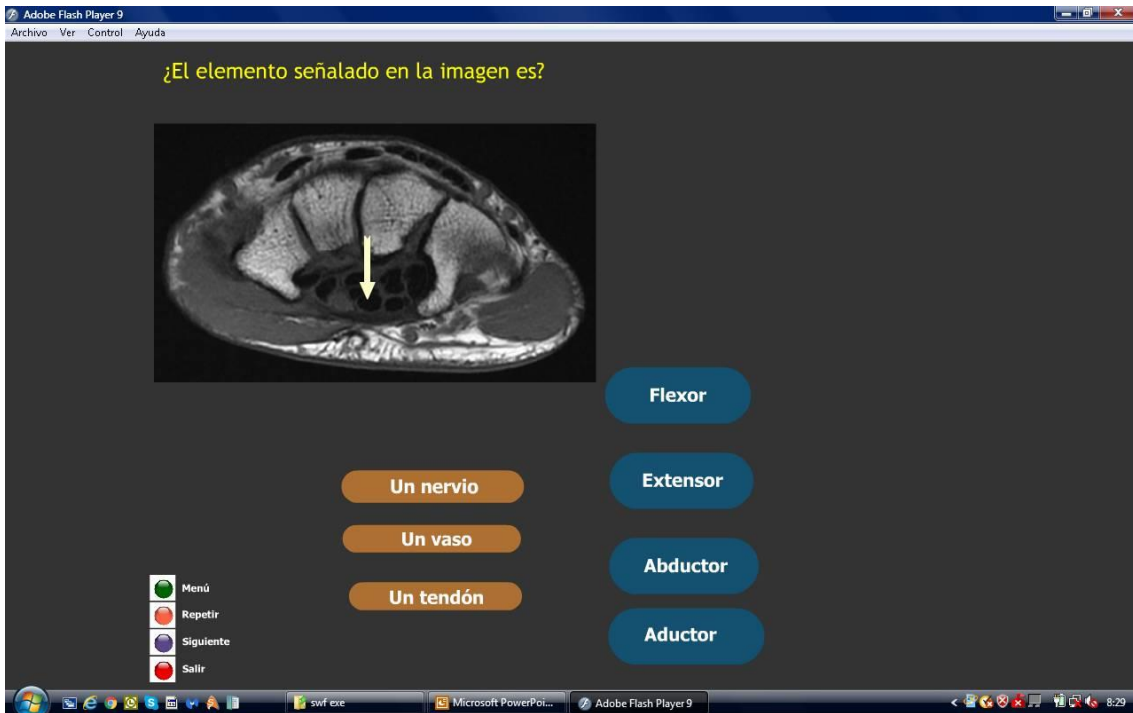 Adobe Flash Player 9
Archivo Ver Control Ayuda
¿El elemento señalado en la imagen es?
Flexor
Extensor
Abductor
Aductor
Un nervio
Un vaso
Un tendón
Menú
Repetir
Siguiente
Salir
swf exe
Microsoft PowerPoi...
Adobe Flash Player 9
8:29